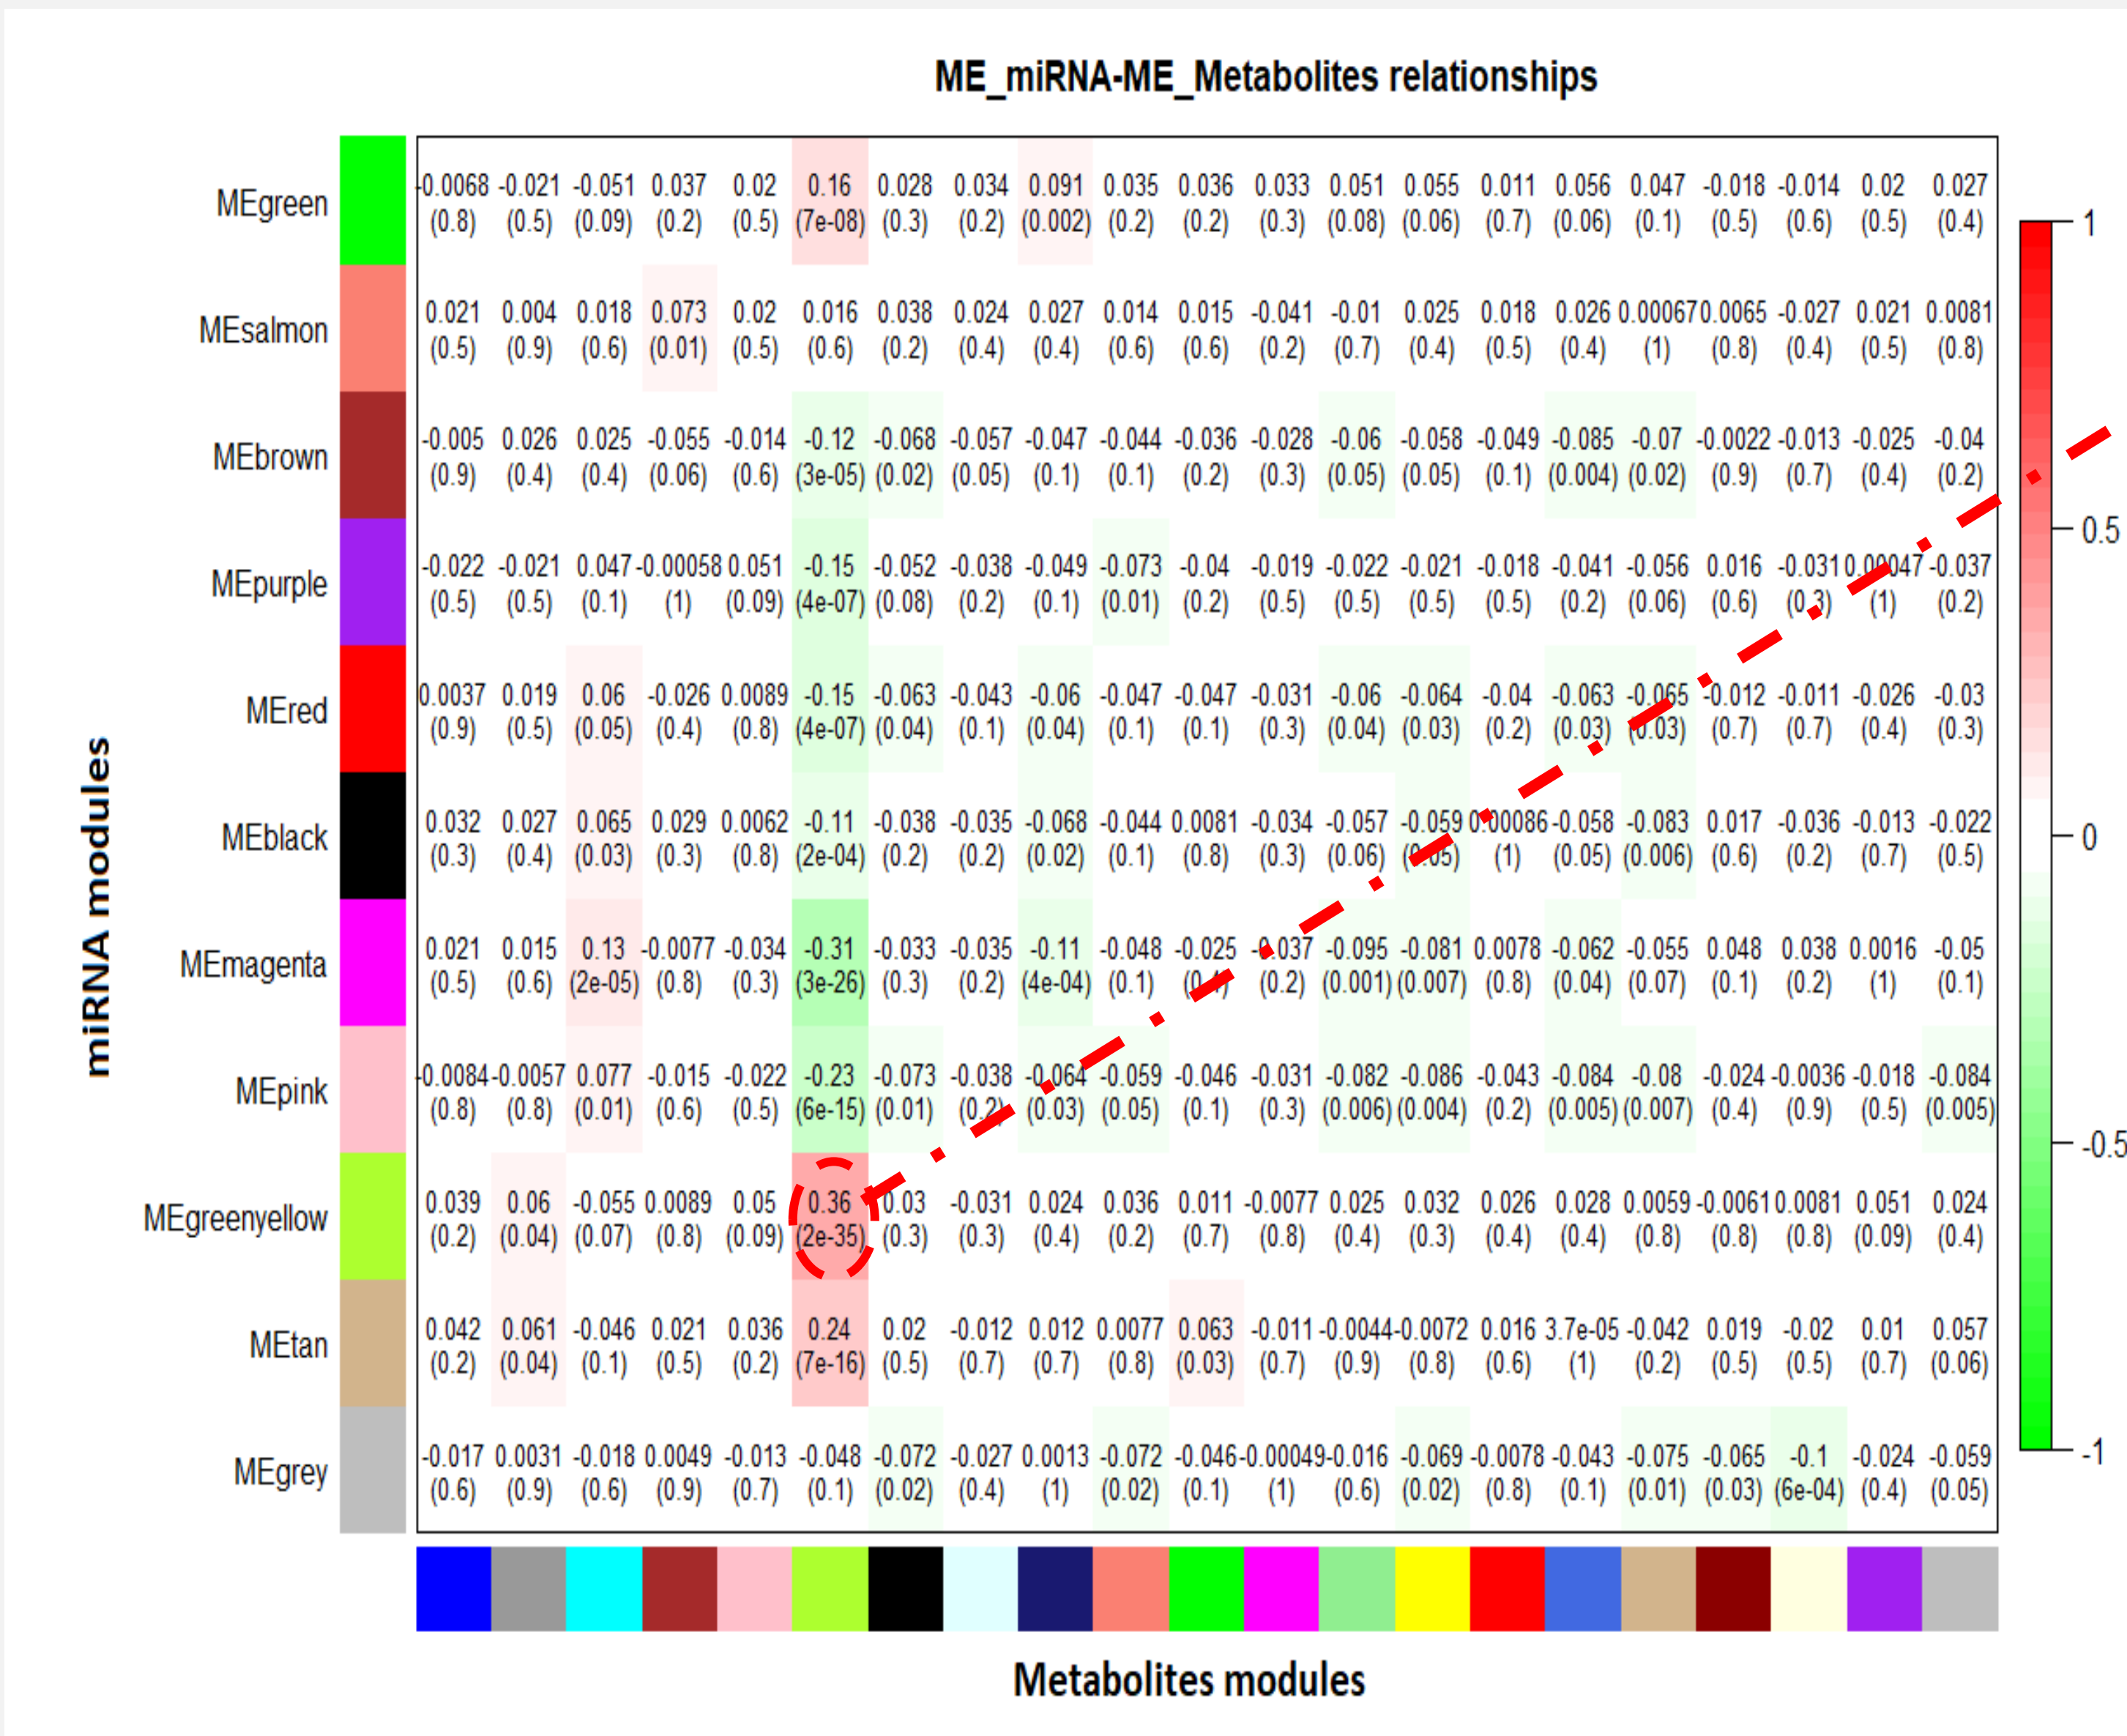 ME_miRNA-ME_Metabolites relationships
MEgreen
-0.0068 -0.021 -0.051 0.037 0.02 0.16 0.028 0.034 0.091 0.035 0.036 0.033 0.051 0.055 0.011 0.056 0.047 -0.018 -0.014 0.02 0.027
(0.8) (0.5) (0.09) (0.2) (0.5) (7e-08) (0.3) (0.2) (0.002) (0.2) (0.2) (0.3) (0.08) (0.06) (0.7) (0.06) (0.1) (0.5) (0.6) (0.5) (0.4)
MEsalmon
0.021 0.004 0.018 0.073 0.02 0.016 0.038 0.024 0.027 0.014 0.015 -0.041 -0.01 0.025 0.018 0.026 0.00067 0.0065 -0.027 0.021 0.0081
(0.5) (0.9) (0.6) (0.01) (0.5) (0.6) (0.2) (0.4) (0.4) (0.6) (0.6) (0.2) (0.7) (0.4) (0.5) (0.4) (1) (0.8) (0.4) (0.5) (0.8)
MEbrown
-0.005 0.026 0.025 -0.055 -0.014 -0.12 -0.068 -0.057 -0.047 -0.044 -0.036 -0.028 -0.06 -0.058 -0.049 -0.085 -0.07 -0.0022 -0.013 -0.025 -0.04
(0.9) (0.4) (0.4) (0.06) (0.6) (3e-05) (0.02) (0.05) (0.1) (0.1) (0.2) (0.3) (0.05) (0.05) (0.1) (0.004) (0.02) (0.9) (0.7) (0.4) (0.2)
MEpurple
-0.022 -0.021 0.047 -0.00058 0.051 -0.15 -0.052 -0.038 -0.049 -0.073 -0.04 -0.019 -0.022 -0.021 -0.018 -0.041 -0.056 0.016 -0.031 0.00047 -0.037
(0.5) (0.5) (0.1) (1) (0.09) (4e-07) (0.08) (0.2) (0.1) (0.01) (0.2) (0.5) (0.5) (0.5) (0.5) (0.2) (0.06) (0.6) (0.3) (1) (0.2)
MEred
0.0037 0.019 0.06 -0.026 0.0089 -0.15 -0.063 -0.043 -0.06 -0.047 -0.047 -0.031 -0.06 -0.064 -0.04 -0.063 -0.065 -0.012 -0.011 -0.026 -0.03
(0.9) (0.5) (0.05) (0.4) (0.8) (4e-07) (0.04) (0.1) (0.04) (0.1) (0.1) (0.3) (0.04) (0.03) (0.2) (0.03) (0.03) (0.7) (0.7) (0.4) (0.3)
MEblack
0.032 0.027 0.065 0.029 0.0062 -0.11 -0.038 -0.035 -0.068 -0.044 0.0081 -0.034 -0.057 -0.059 0.00086 -0.058 -0.083 0.017 -0.036 -0.013 -0.022
(0.3) (0.4) (0.03) (0.3) (0.8) (2e-04) (0.2) (0.2) (0.02) (0.1) (0.8) (0.3) (0.06) (0.05) (1) (0.05) (0.006) (0.6) (0.2) (0.7) (0.5)
MEmagenta
0.021 0.015 0.13 -0.0077 -0.034 -0.31 -0.033 -0.035 -0.11 -0.048 -0.025 -0.037 -0.095 -0.081 0.0078 -0.062 -0.055 0.048 0.038 0.0016 -0.05
(0.5) (0.6) (2e-05) (0.8) (0.3) (3e-26) (0.3) (0.2) (4e-04) (0.1) (0.4) (0.2) (0.001) (0.007) (0.8) (0.04) (0.07) (0.1) (0.2) (1) (0.1)
MEpink
-0.0084 -0.0057 0.077 -0.015 -0.022 -0.23 -0.073 -0.038 -0.064 -0.059 -0.046 -0.031 -0.082 -0.086 -0.043 -0.084 -0.08 -0.024 -0.0036 -0.018 -0.084
(0.8) (0.8) (0.01) (0.6) (0.5) (6e-15) (0.01) (0.2) (0.03) (0.05) (0.1) (0.3) (0.006) (0.004) (0.2) (0.005) (0.007) (0.4) (0.9) (0.5) (0.005)
MEgreenyellow
0.039 0.06 -0.055 0.0089 0.05 0.36 0.03 -0.031 0.024 0.036 0.011 -0.0077 0.025 0.032 0.026 0.028 0.0059 -0.0061 0.0081 0.051 0.024
(0.2) (0.04) (0.07) (0.8) (0.09) (2e-35) (0.3) (0.3) (0.4) (0.2) (0.7) (0.8) (0.4) (0.3) (0.4) (0.4) (0.8) (0.8) (0.8) (0.09) (0.4)
MEtan
0.042 0.061 -0.046 0.021 0.036 0.24 0.02 -0.012 0.012 0.0077 0.063 -0.011 -0.0044 -0.0072 0.016 3.7e-05 -0.042 0.019 -0.02 0.01 0.057
(0.2) (0.04) (0.1) (0.5) (0.2) (7e-16) (0.5) (0.7) (0.7) (0.8) (0.03) (0.7) (0.9) (0.8) (0.6) (1) (0.2) (0.5) (0.5) (0.7) (0.06)
MEgrey
-0.017 0.0031 -0.018 0.0049 -0.013 -0.048 -0.072 -0.027 0.0013 -0.072 -0.046 -0.00049 -0.016 -0.069 -0.0078 -0.043 -0.075 -0.065 -0.1 -0.024 -0.059
(0.6) (0.9) (0.6) (0.9) (0.7) (0.1) (0.02) (0.4) (1) (0.02) (0.1) (1) (0.6) (0.02) (0.8) (0.1) (0.01) (0.03) (6e-04) (0.4) (0.05)
miRNA modules
Metabolites modules
1
0.5
0
-0.5
-1